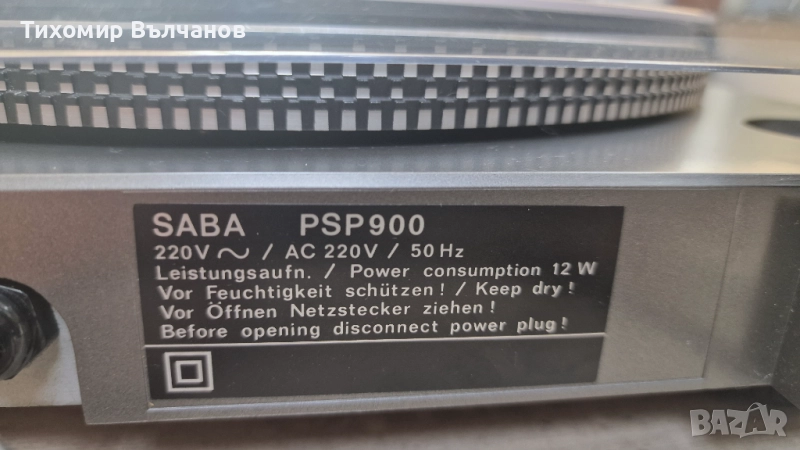 Тихомир Вълчанов
SABA PSP900
220V ~ / AC 220V / 50 Hz
Leistungsaufn. / Power consumption 12 W
Vor Feuchtigkeit schützen! / Keep dry!
Vor Öffnen Netzstecker ziehen!
Before opening disconnect power plug!
BAZAR